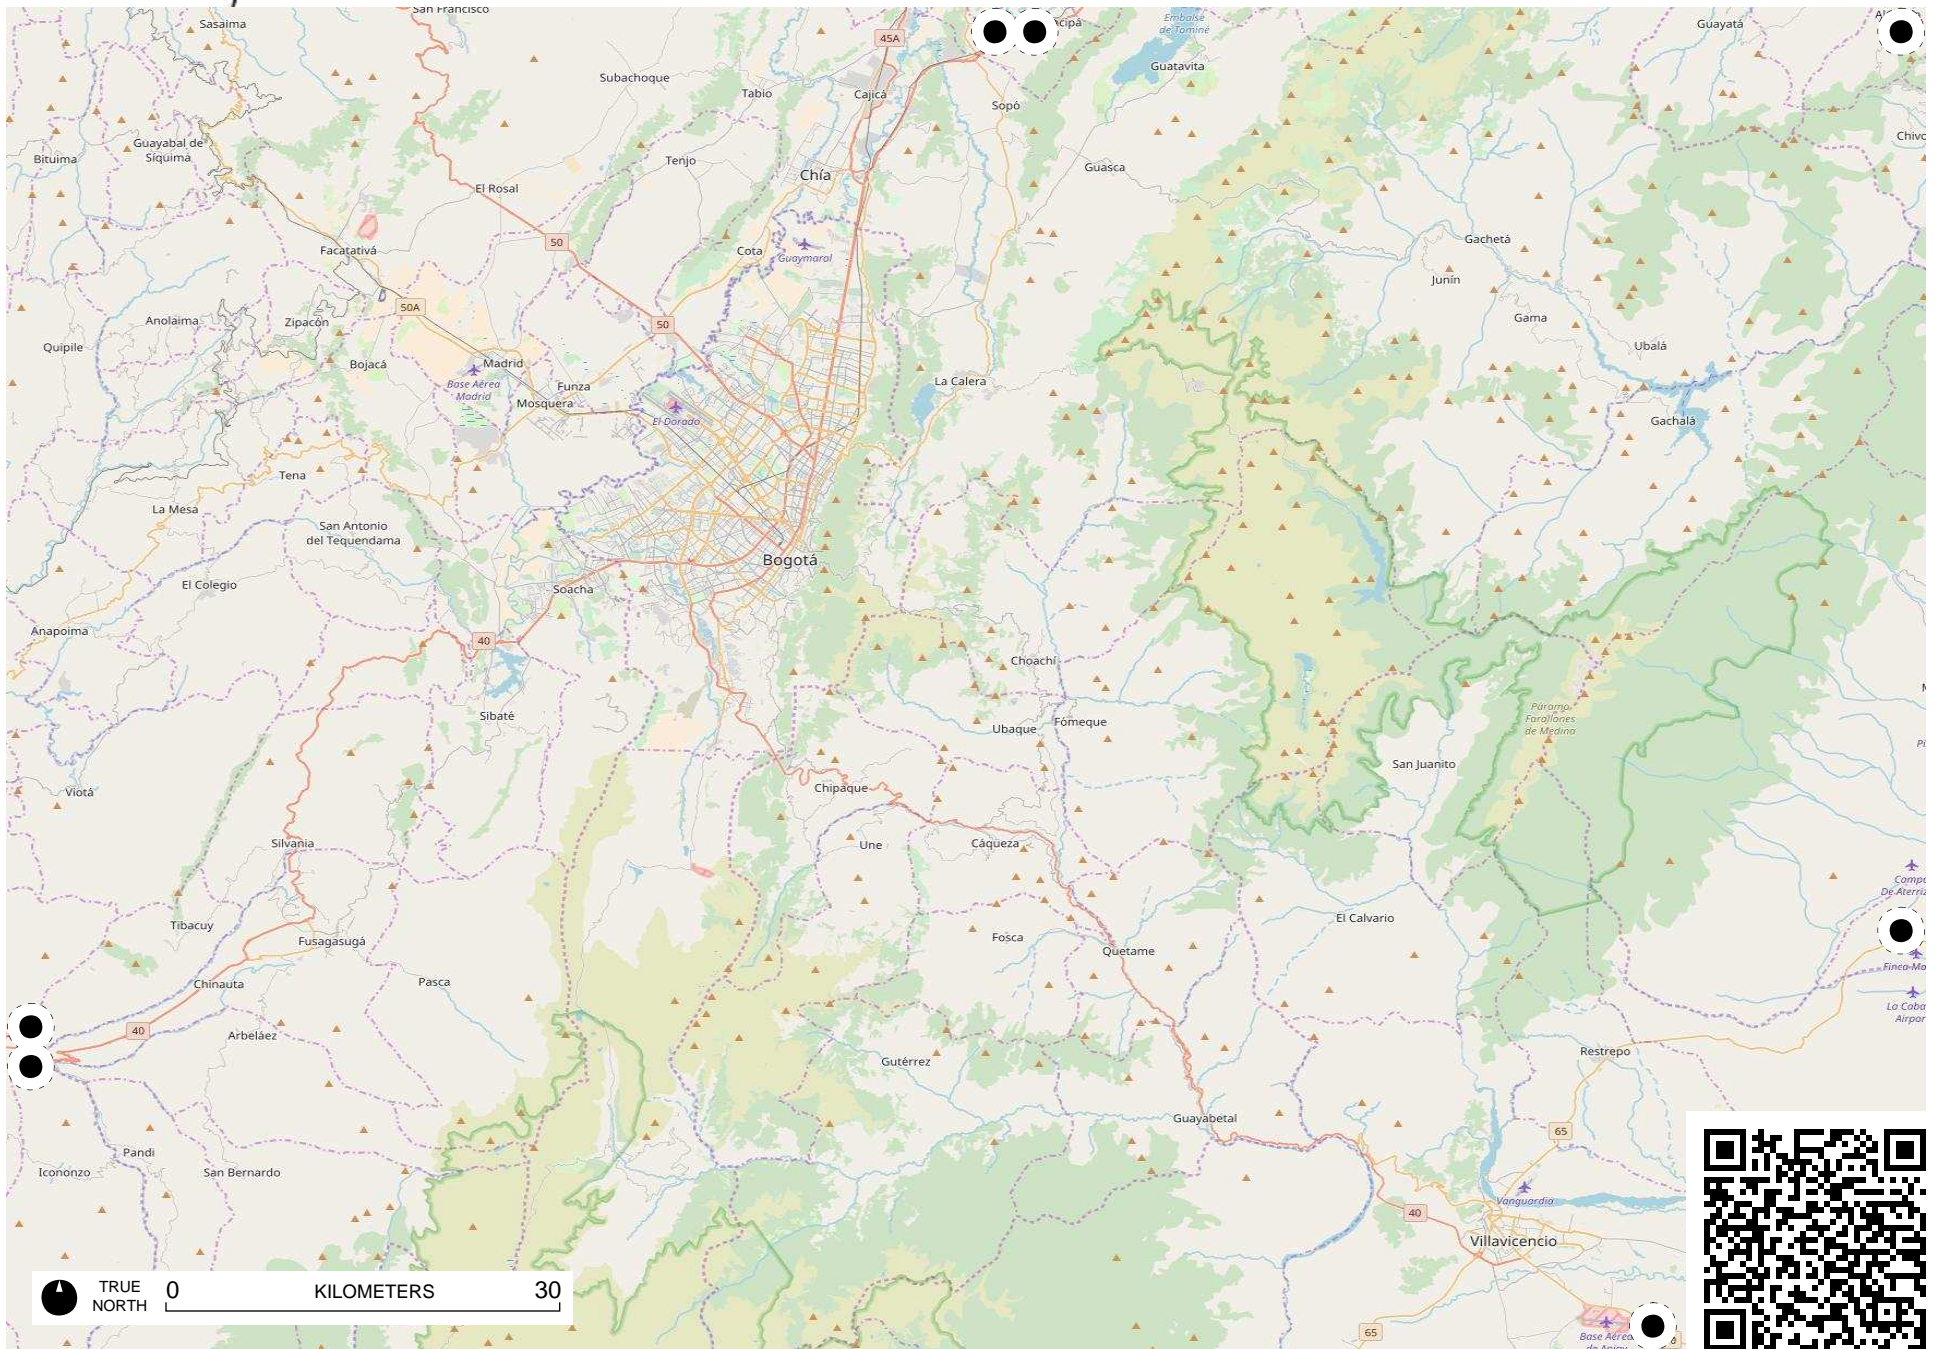 San Francisco
Sasaima
45A
Embalse
de Tominé
Guayatá
Subachoque
Guatavita
Tabio
Cajicá
Sopó
Guayabal de
Síquima
Bituima
Tenjo
Guasca
Chía
El Rosal
50
Facatativá
Cota
Guaymaral
Gachetá
Junín
50A
Anolaima
Zipacón
50
Gama
Quipile
Bojacá
Madrid
Ubalá
Base Aérea
Madrid
Funza
La Calera
Mosquera
El Dorado
Gachalá
Tena
La Mesa
San Antonio
del Tequendama
Bogotá
El Colegio
Soacha
Anapoima
40
Choachí
Sibaté
Ubaque
Fómeque
Páramo
Farallones
de Medina
San Juanito
Viotá
Chipaque
Silvania
Une
Cáqueza
Tibacuy
El Calvario
Fusagasugá
Fosca
Quetame
Chinauta
Pasca
40
Arbeláez
Restrepo
Gutérrez
Guayabetal
65
Pandi
Icononzo
San Bernardo
Vanguardia
40
Villavicencio
TRUE
NORTH
0
KILOMETERS
30
65
Base Aérea